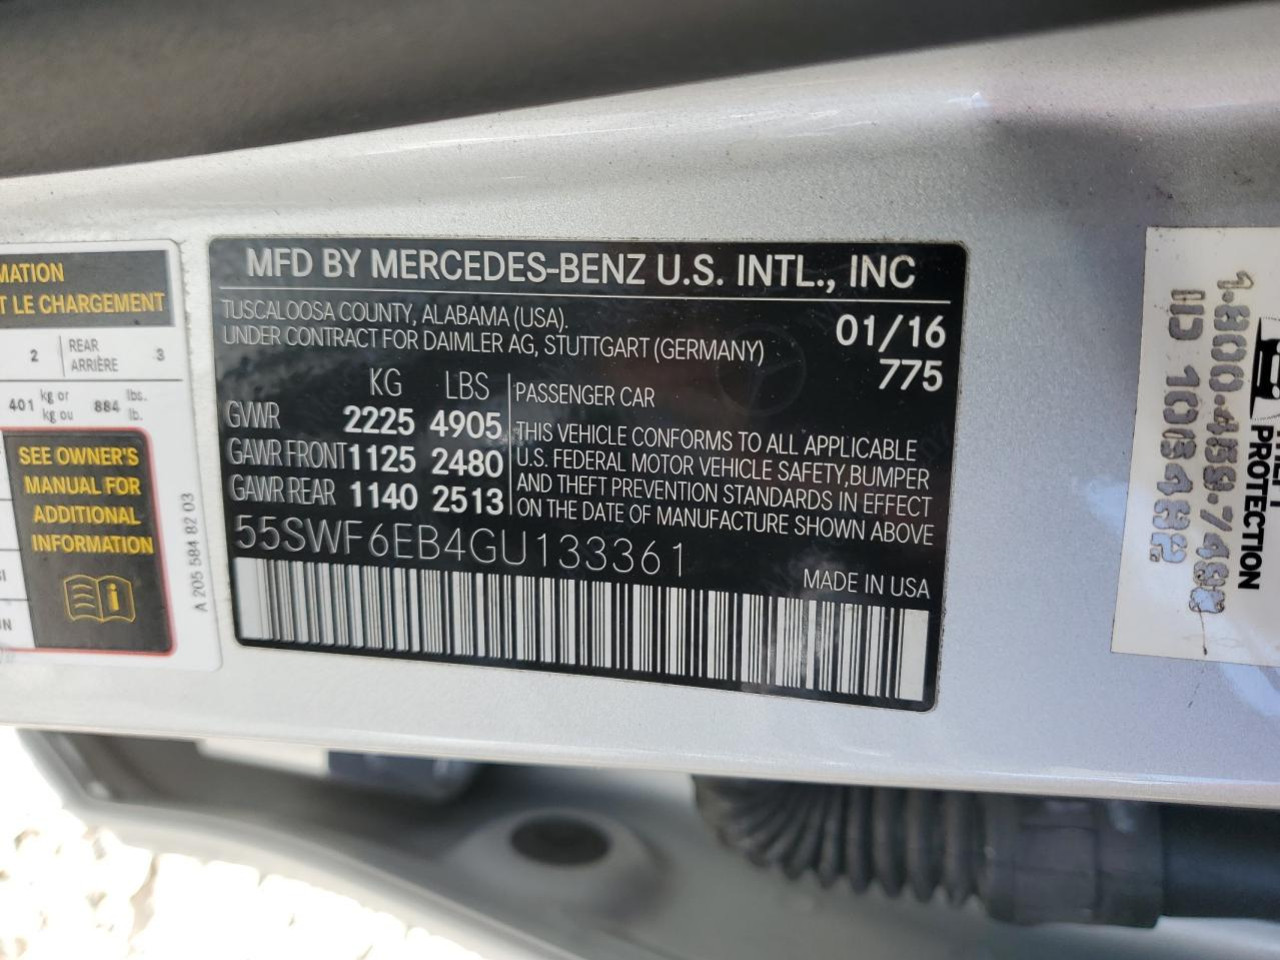 MATION
T LE CHARGEMENT
2 REAR ARRIÈRE 3
401 kg or kg ou 884 lbs. lb.
SEE OWNER'S
MANUAL FOR
ADDITIONAL
INFORMATION
A 205 584 82 03
MFD BY MERCEDES-BENZ U.S. INTL., INC
TUSCALOOSA COUNTY, ALABAMA (USA).
UNDER CONTRACT FOR DAIMLER AG, STUTTGART (GERMANY)
01/16
775
KG LBS
GVWR 2225 4905
GAWR FRONT 1125 2480
GAWR REAR 1140 2513
PASSENGER CAR
THIS VEHICLE CONFORMS TO ALL APPLICABLE
U.S. FEDERAL MOTOR VEHICLE SAFETY, BUMPER
AND THEFT PREVENTION STANDARDS IN EFFECT
ON THE DATE OF MANUFACTURE SHOWN ABOVE
55SWF6EB4GU133361
MADE IN USA
PROTECTION